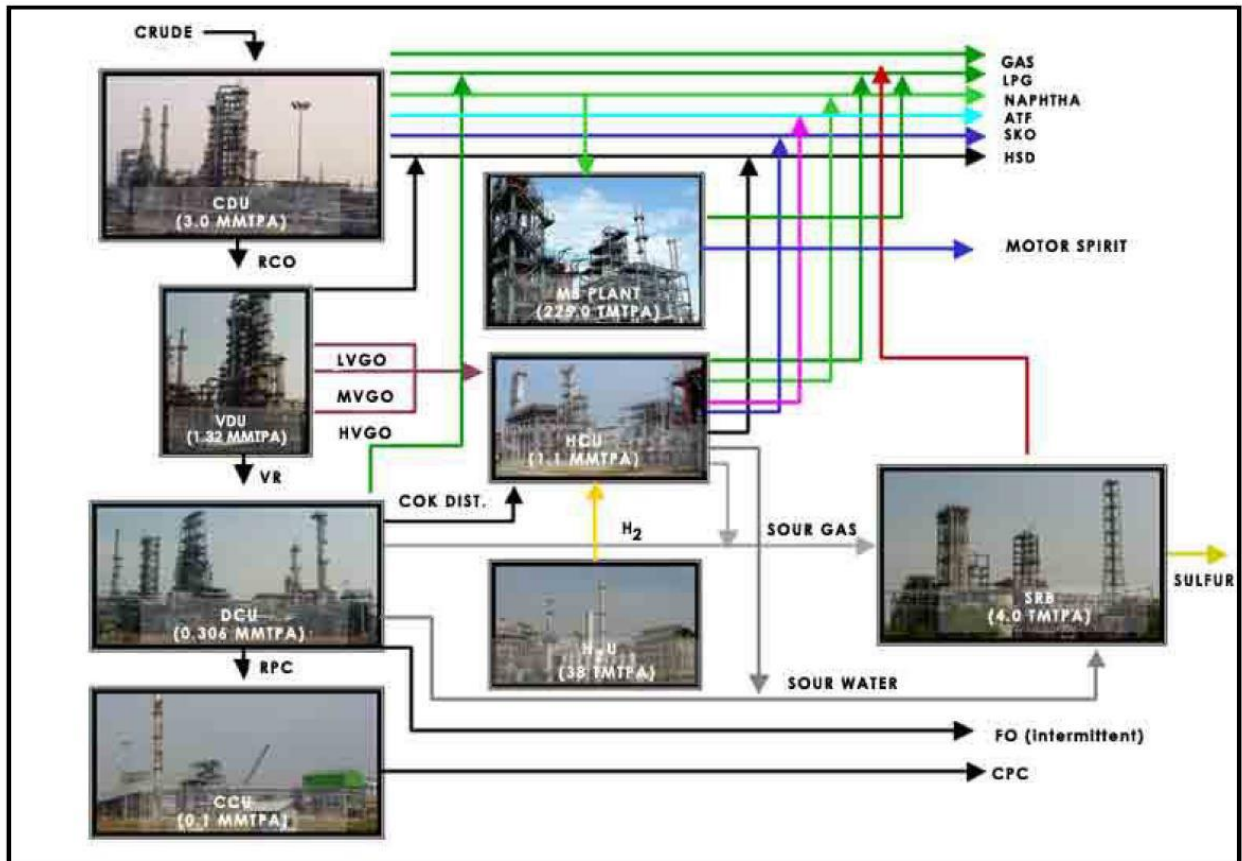 CRUDE
GAS
LPG
NAPHTHA
ATF
SKO
HSD
CDU
(3.0 MMTPA)
RCO
MS PLANT
(225.0 TMTPA)
MOTOR SPIRIT
LVGO
MVGO
HVGO
VDU
(1.32 MMTPA)
HCU
(1.1 MMTPA)
VR
COK DIST.
H2
SOUR GAS
DCU
(0.306 MMTPA)
SRB
(4.0 TMTPA)
SULFUR
(38 TMTPA)
RPC
SOUR WATER
FO (intermittent)
CPC
CCU
(0.1 MMTPA)